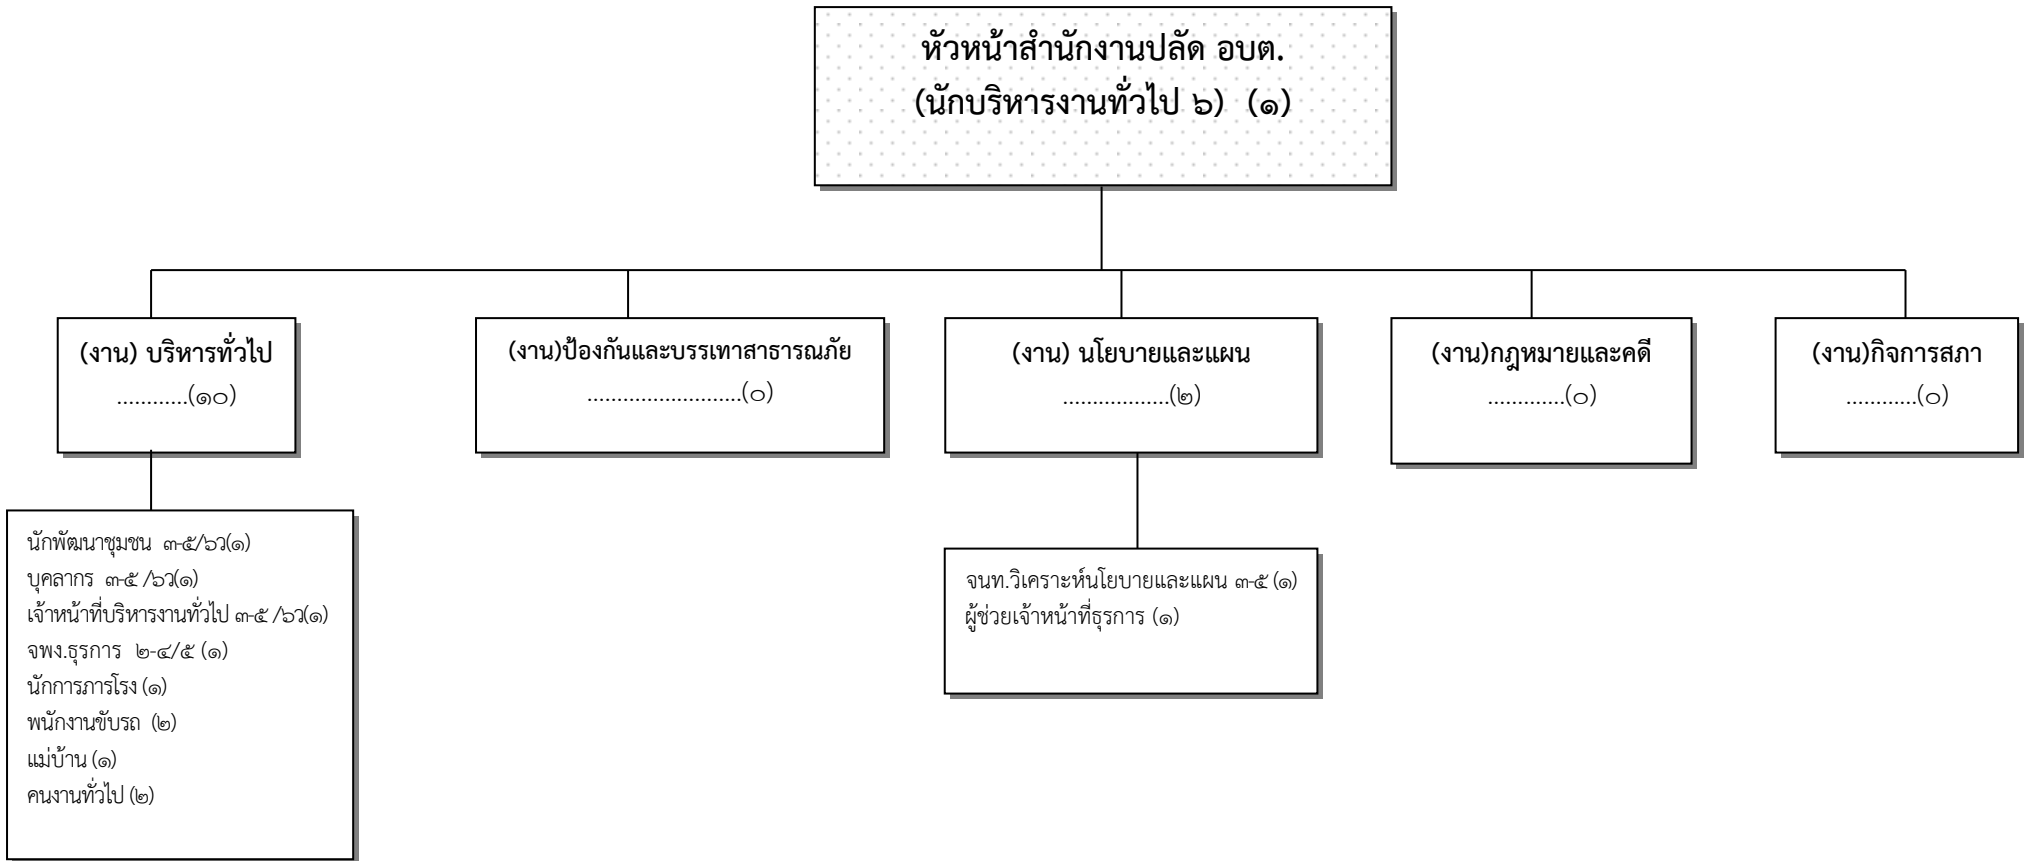 หัวหน้าสำนักงานปลัด อบต.
(นักบริหารงานทั่วไป ๖) (๑)
(งาน) บริหารทั่วไป
............(๑๐)
(งาน)ป้องกันและบรรเทาสาธารณภัย
..........................(๐)
(งาน) นโยบายและแผน
..................(๒)
(งาน)กฎหมายและคดี
.............(๐)
(งาน)กิจการสภา
............(๐)
นักพัฒนาชุมชน ๓-๕/๖ว(๑)
บุคลากร ๓-๕ /๖ว(๑)
เจ้าหน้าที่บริหารงานทั่วไป ๓-๕ /๖ว(๑)
จพง.ธุรการ ๒-๔/๕ (๑)
นักการภารโรง (๑)
พนักงานขับรถ (๒)
แม่บ้าน (๑)
คนงานทั่วไป (๒)
จนท.วิเคราะห์นโยบายและแผน ๓-๕ (๑)
ผู้ช่วยเจ้าหน้าที่ธุรการ (๑)